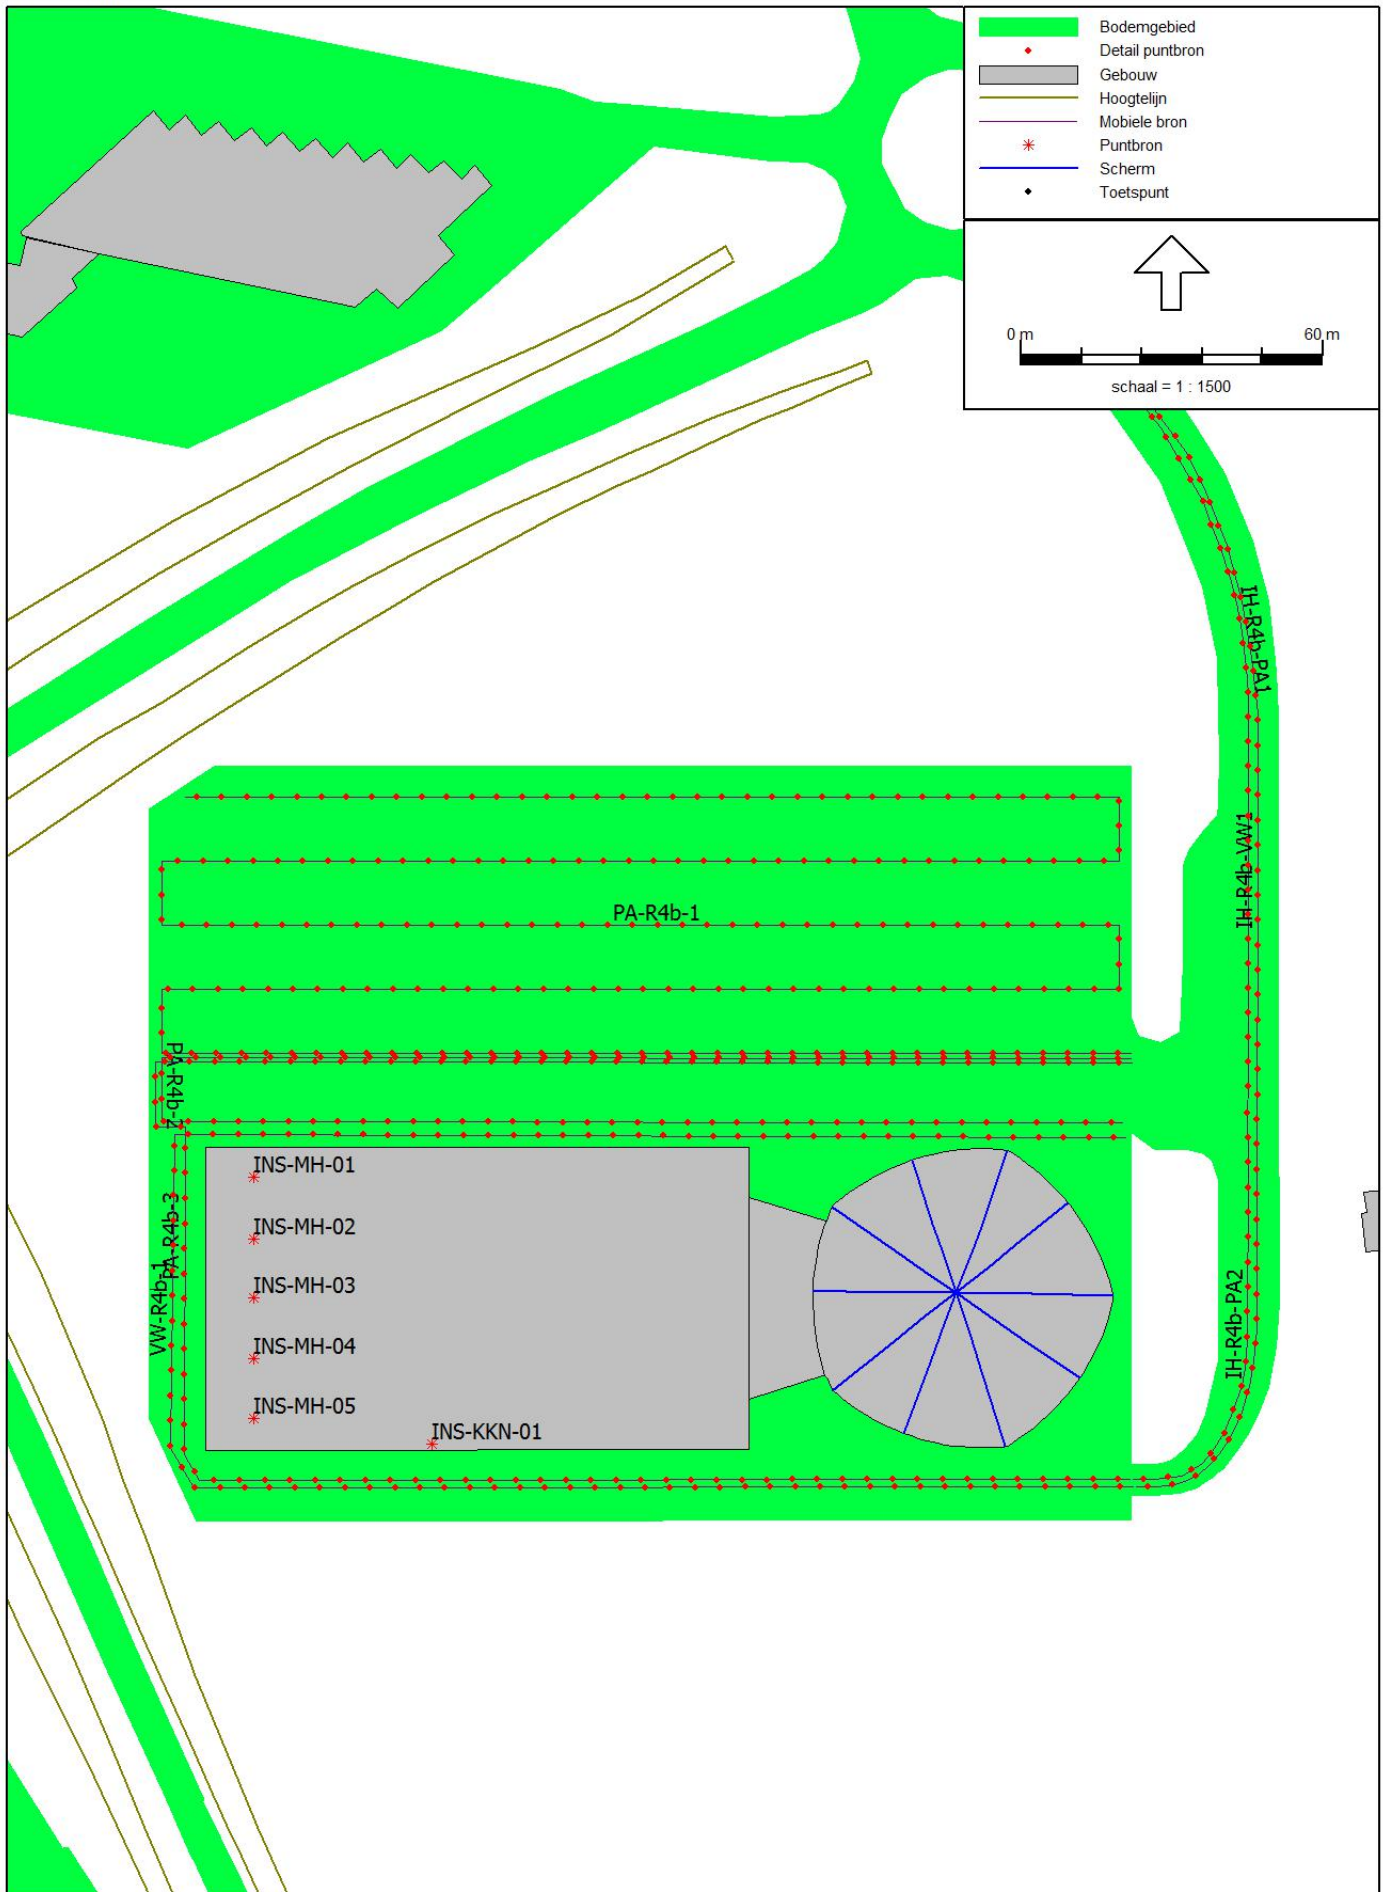 Bodemgebied
Detail puntbron
Gebouw
Hoogtelijn
Mobiele bron
Puntbron
Scherm
Toetspunt
0 m 60 m
schaal = 1 : 1500
IH-R4b-PA1
IH-R4b-VW1
PA-R4b-1
PA-R4b-2
INS-MH-01
PA-R4b-3
INS-MH-02
VW-R4b-1
INS-MH-03
IH-R4b-PA2
INS-MH-04
INS-MH-05
INS-KKN-01